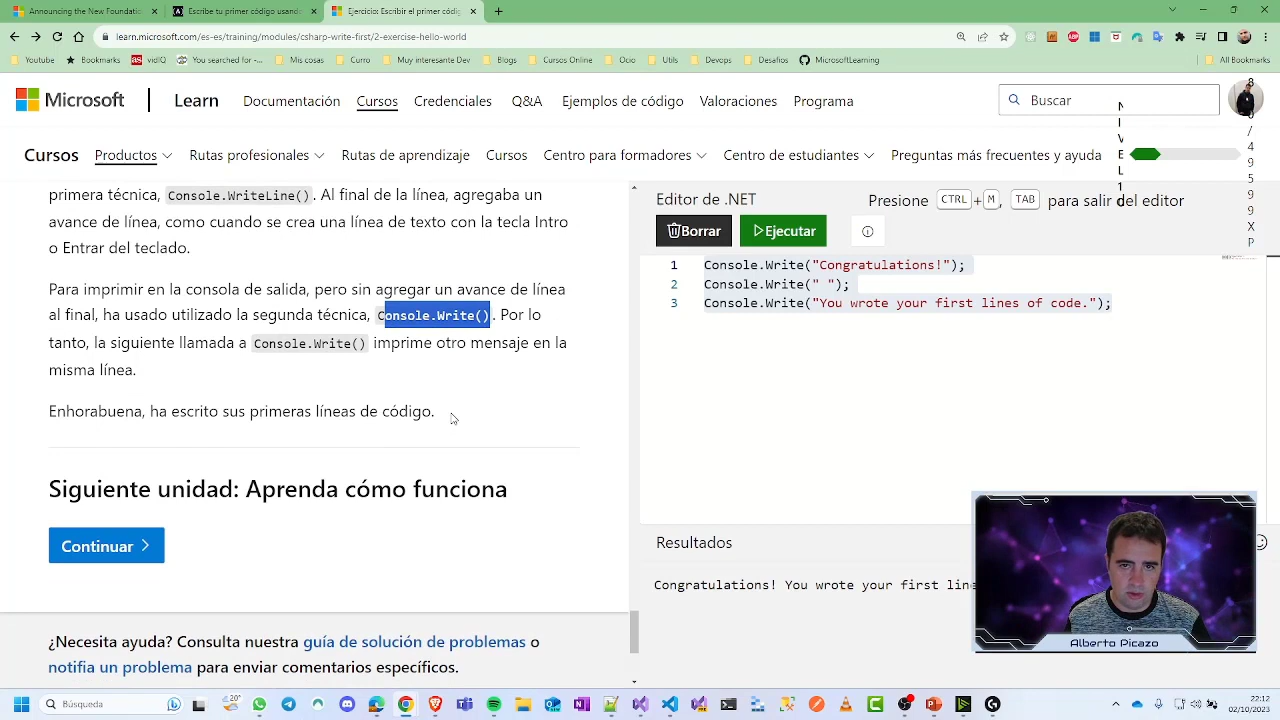 Announcing the New Foundatio
Escribe tu primer código usando
Ejercicio: Escribir el primer códig
learn.microsoft.com/es-es/training/modules/csharp-write-first/2-exercise-hello-world
Youtube
Bookmarks
vidIQ
You searched for -...
Mis cosas
Curro
Muy interesante Dev
Blogs
Cursos Online
Ocio
Utils
Devops
Desafios
MicrosoftLearning
All Bookmarks
Microsoft
Learn
Documentación
Cursos
Credenciales
Q&A
Ejemplos de código
Valoraciones
Programa
Buscar
Cursos
Productos
Rutas profesionales
Rutas de aprendizaje
Cursos
Centro para formadores
Centro de estudiantes
Preguntas más frecuentes y ayuda
primera técnica, Console.WriteLine(). Al final de la línea, agregaba un
avance de línea, como cuando se crea una línea de texto con la tecla Intro
o Entrar del teclado.
Para imprimir en la consola de salida, pero sin agregar un avance de línea
al final, ha usado utilizado la segunda técnica, Console.Write(). Por lo
tanto, la siguiente llamada a Console.Write() imprime otro mensaje en la
misma línea.
Enhorabuena, ha escrito sus primeras líneas de código.
Siguiente unidad: Aprenda cómo funciona
Continuar
¿Necesita ayuda? Consulta nuestra guía de solución de problemas o
notifia un problema para enviar comentarios específicos.
Editor de .NET
Presione CTRL+M, TAB para salir del editor
Borrar
Ejecutar
1 Console.Write("Congratulations!");
2 Console.Write(" ");
3 Console.Write("You wrote your first lines of code.");
Resultados
Congratulations! You wrote your first line
Alberto Picazo
Búsqueda
20°
22:12
02/10/2023